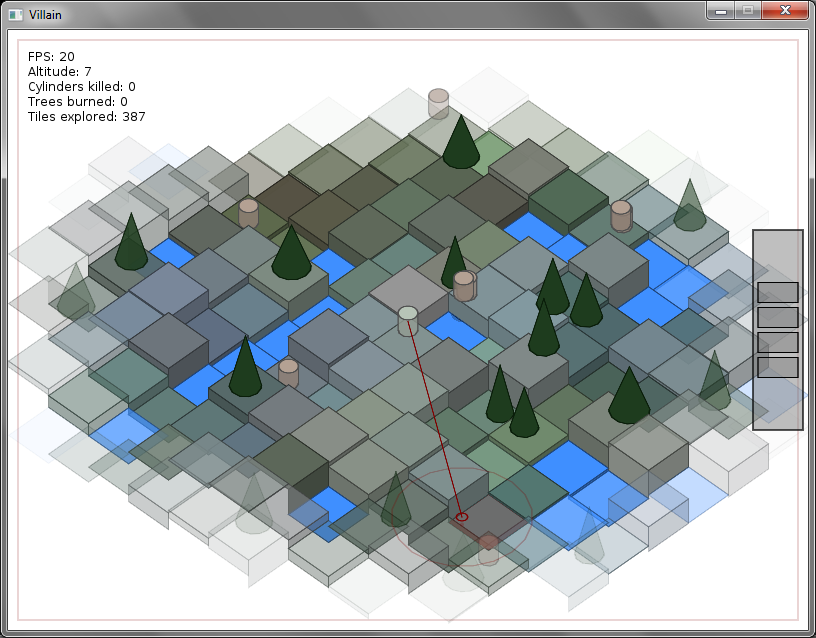 Villain
FPS: 20
Altitude: 7
Cylinders killed: 0
Trees burned: 0
Tiles explored: 387